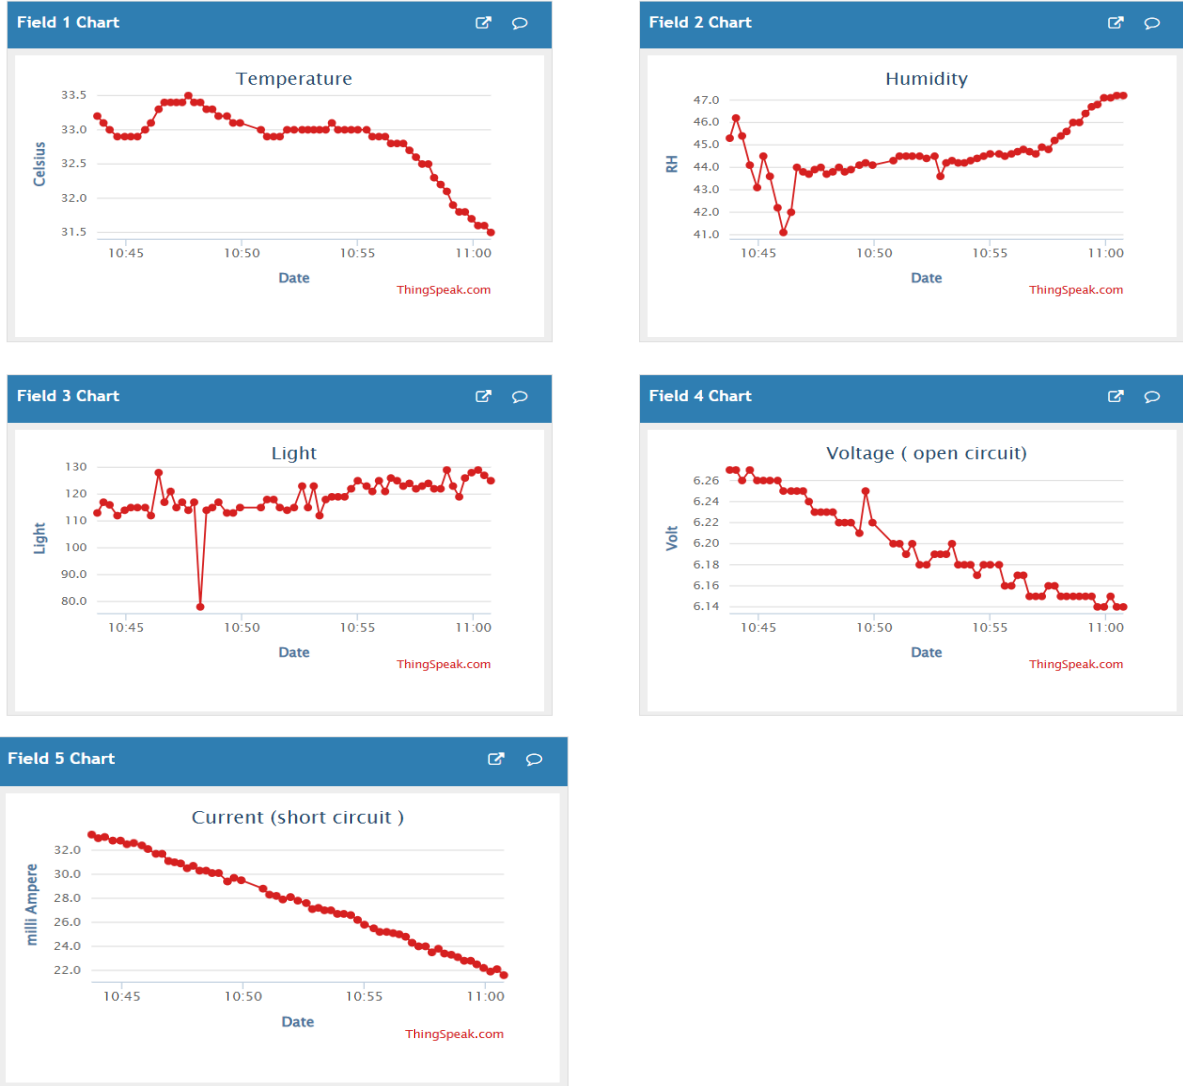 Field 1 Chart
Temperature
33.5
33.0
32.5
32.0
31.5
Celsius
10:45 10:50 10:55 11:00
Date
ThingSpeak.com
Field 2 Chart
Humidity
47.0
46.0
45.0
44.0
43.0
42.0
41.0
RH
10:45 10:50 10:55 11:00
Date
ThingSpeak.com
Field 3 Chart
Light
130
120
110
100
90.0
80.0
Light
10:45 10:50 10:55 11:00
Date
ThingSpeak.com
Field 4 Chart
Voltage ( open circuit)
6.26
6.24
6.22
6.20
6.18
6.16
6.14
Volt
10:45 10:50 10:55 11:00
Date
ThingSpeak.com
Field 5 Chart
Current (short circuit )
32.0
30.0
28.0
26.0
24.0
22.0
milli Ampere
10:45 10:50 10:55 11:00
Date
ThingSpeak.com